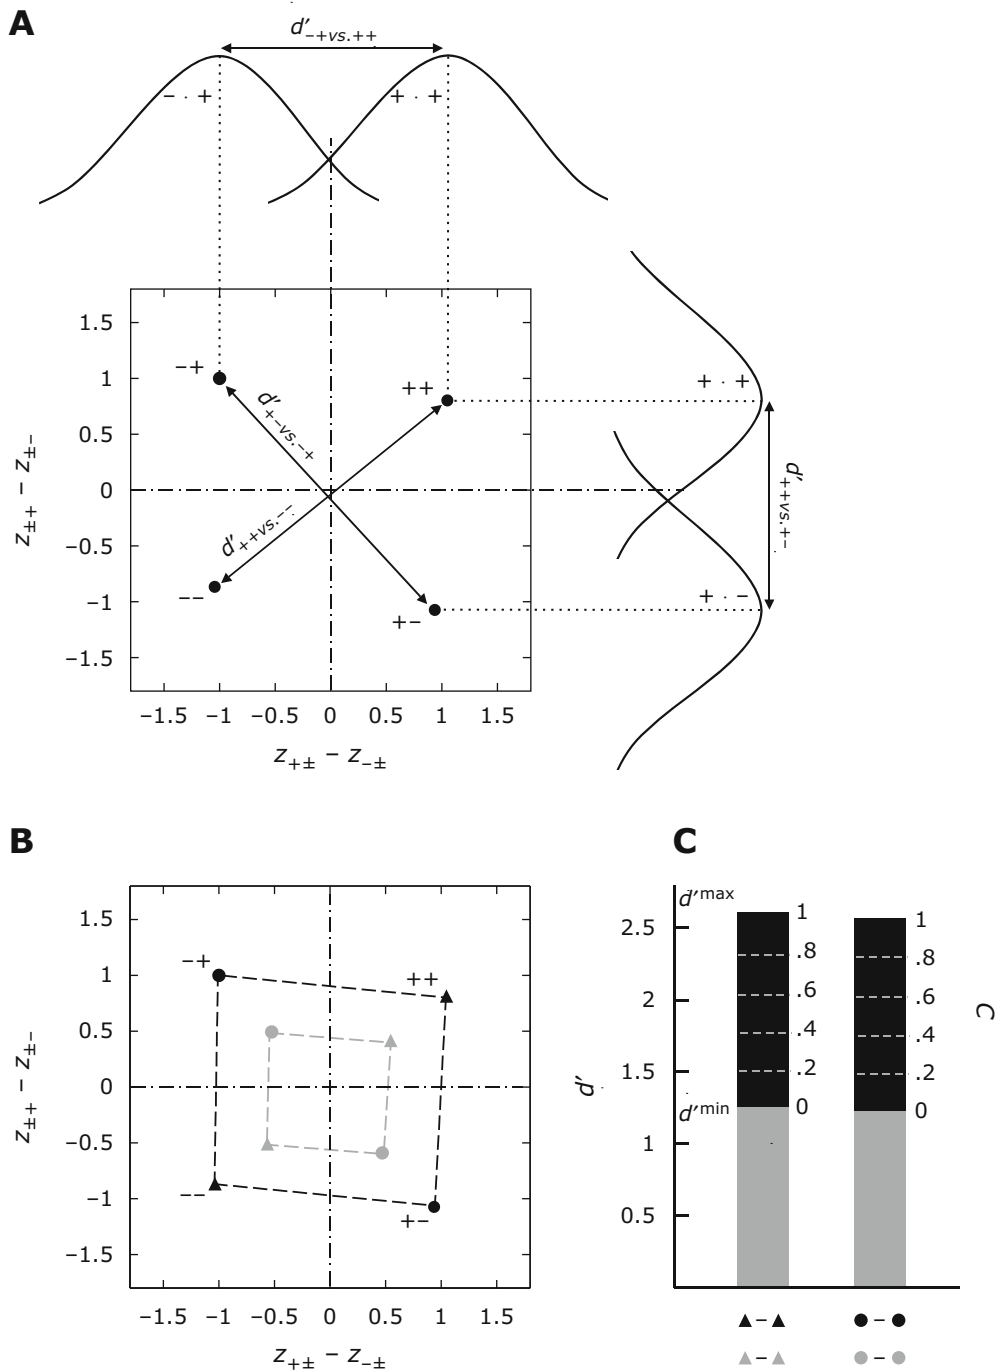 A
d′−+vs.++
− · +
+ · +
1.5
1
0.5
0
−0.5
−1
−1.5
−+
++
−−
+−
d′+−vs.−+
d′++vs.−−
+ · +
+ · −
d′++vs.+−
z±+ − z±−
−1.5 −1 −0.5 0 0.5 1 1.5
z+± − z−±
B
1.5
1
0.5
0
−0.5
−1
−1.5
−+
++
−−
+−
z±+ − z±−
−1.5 −1 −0.5 0 0.5 1 1.5
z+± − z−±
C
d′max
2.5
2
1.5
d′min
1
0.5
d′
1
.8
.6
.4
.2
0
1
.8
.6
.4
.2
0
C
▲−▲ ●−●
▲−▲ ●−●